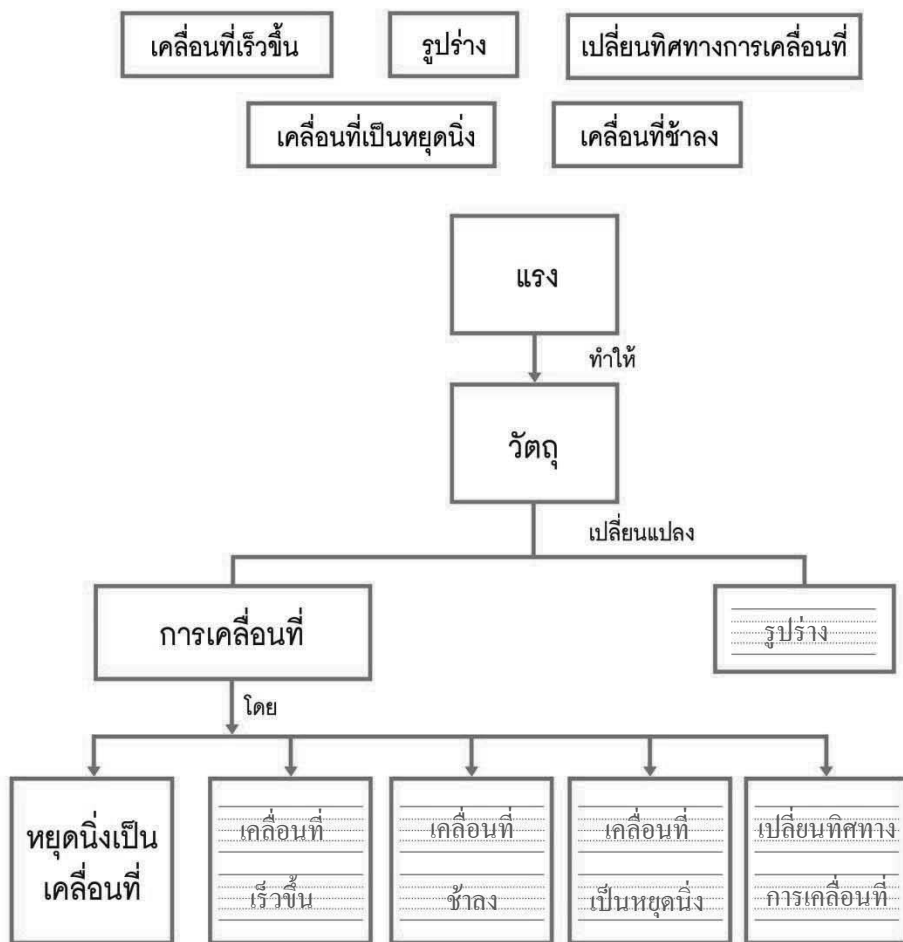 เคลื่อนที่เร็วขึ้น
รูปร่าง
เปลี่ยนทิศทางการเคลื่อนที่
เคลื่อนที่เป็นหยุดนิ่ง
เคลื่อนที่ช้าลง
แรง
ทำให้
วัตถุ
เปลี่ยนแปลง
การเคลื่อนที่
รูปร่าง
โดย
หยุดนิ่งเป็น
เคลื่อนที่
เคลื่อนที่
เร็วขึ้น
เคลื่อนที่
ช้าลง
เคลื่อนที่
เป็นหยุดนิ่ง
เปลี่ยนทิศทาง
การเคลื่อนที่